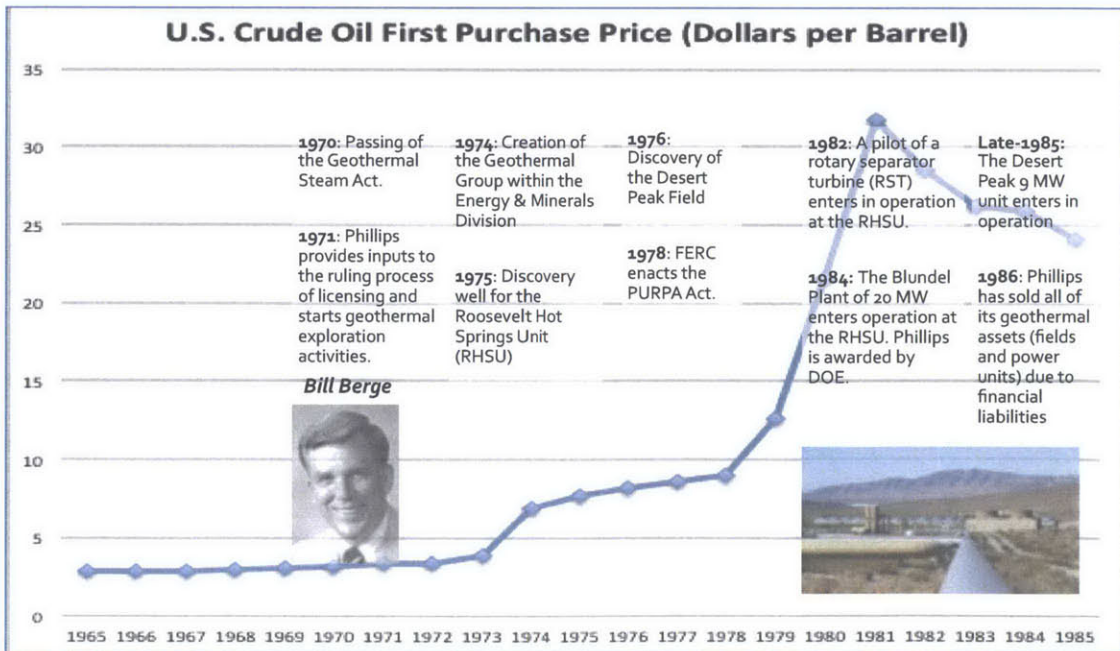 U.S. Crude Oil First Purchase Price (Dollars per Barrel)
35
30
25
20
15
10
5
0
1970: Passing of
the Geothermal
Steam Act.
1971: Phillips
provides inputs to
the ruling process
of licensing and
starts geothermal
exploration
activities.
Bill Berge
1974: Creation of
the Geothermal
Group within the
Energy & Minerals
Division
1975: Discovery
well for the
Roosevelt Hot
Springs Unit
(RHSU)
1976:
Discovery of
the Desert
Peak Field
1978: FERC
enacts the
PURPA Act.
1982: A pilot of a
rotary separator
turbine (RST)
enters in operation
at the RHSU.
1984: The Blundel
Plant of 20 MW
enters operation at
the RHSU. Phillips
is awarded by
DOE.
Late-1985:
The Desert
Peak 9 MW
unit enters in
operation
1986: Phillips
has sold all of
its geothermal
assets (fields
and power
units) due to
financial
liabilities
1965 1966 1967 1968 1969 1970 1971 1972 1973 1974 1975 1976 1977 1978 1979 1980 1981 1982 1983 1984 1985